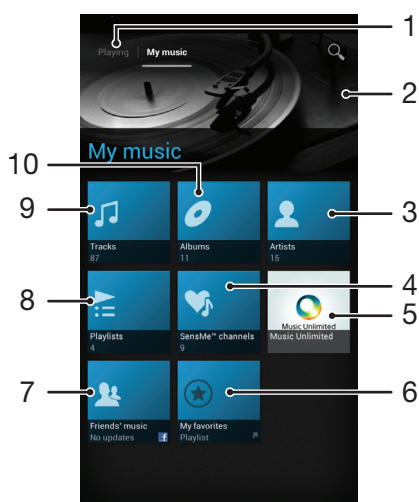 1
Playing My music
2
My music
10
9
Tracks
87
Albums
11
Artists
15
3
8
Playlists
4
SensMe™ channels
9
Music Unlimited
Music Unlimited
4
5
7
Friends' music
No updates f
My favorites
Playlist
6